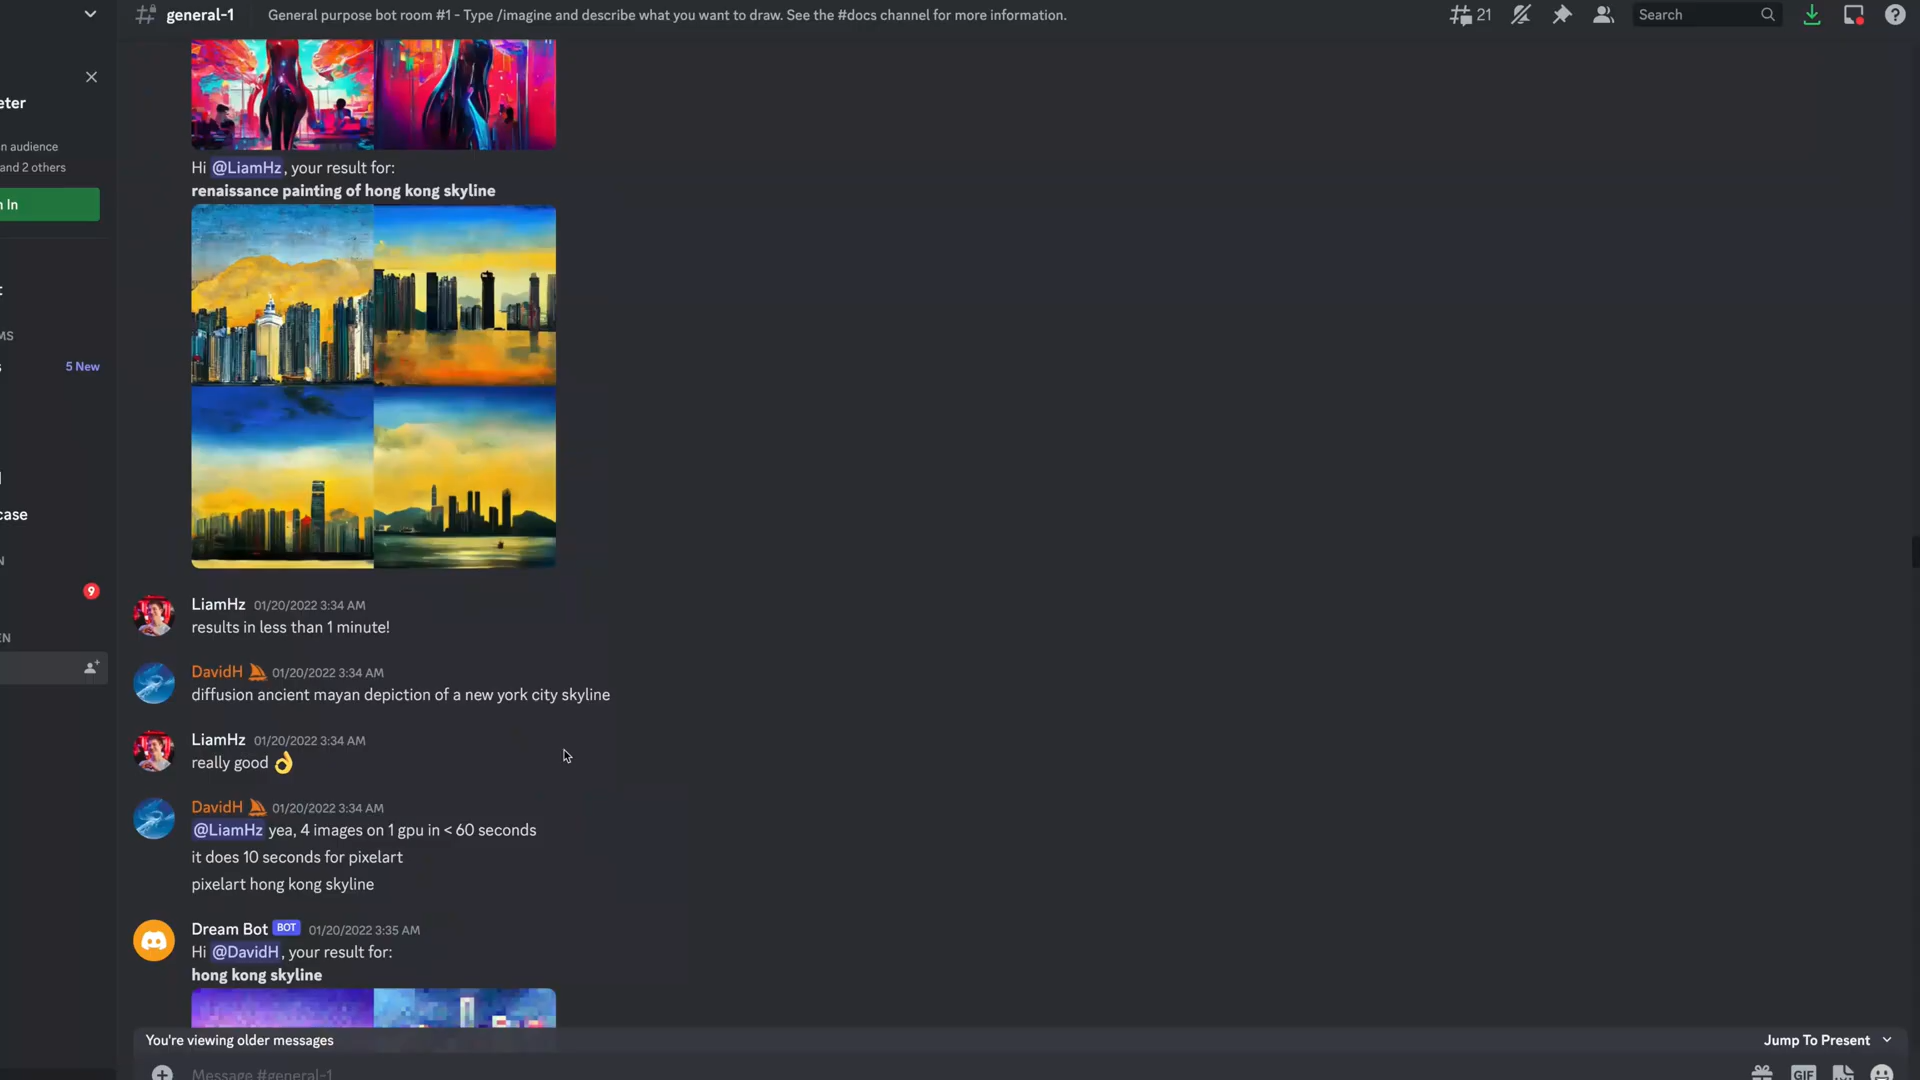 general-1
General purpose bot room #1 - Type /imagine and describe what you want to draw. See the #docs channel for more information.
21
Search
eter
n audience
and 2 others
n In
MS
5 New
case
N
9
EN
Hi @LiamHz, your result for:
renaissance painting of hong kong skyline
LiamHz 01/20/2022 3:34 AM
results in less than 1 minute!
DavidH 01/20/2022 3:34 AM
diffusion ancient mayan depiction of a new york city skyline
LiamHz 01/20/2022 3:34 AM
really good 👌
DavidH 01/20/2022 3:34 AM
@LiamHz yea, 4 images on 1 gpu in < 60 seconds
it does 10 seconds for pixelart
pixelart hong kong skyline
Dream Bot BOT 01/20/2022 3:35 AM
Hi @DavidH, your result for:
hong kong skyline
You're viewing older messages
Jump To Present
Message #general-1
GIF